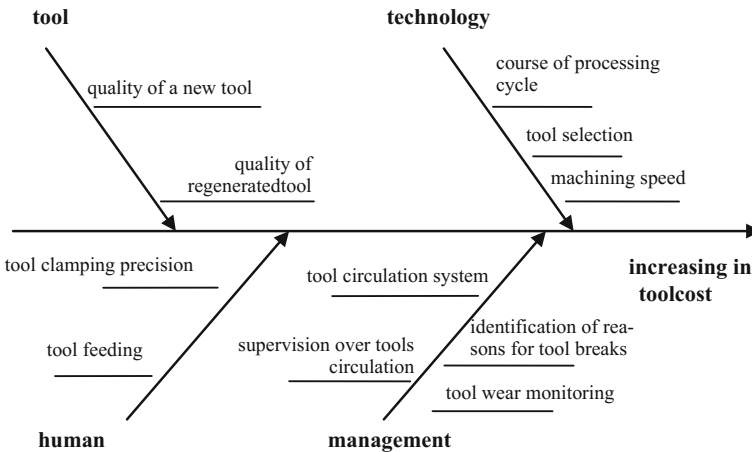 tool
technology
quality of a new tool
course of processing
cycle
tool selection
quality of
regeneratedtool
machining speed
tool clamping precision
tool circulation system
increasing in
toolcost
tool feeding
supervision over tools
circulation
identification of rea-
sons for tool breaks
tool wear monitoring
human
management